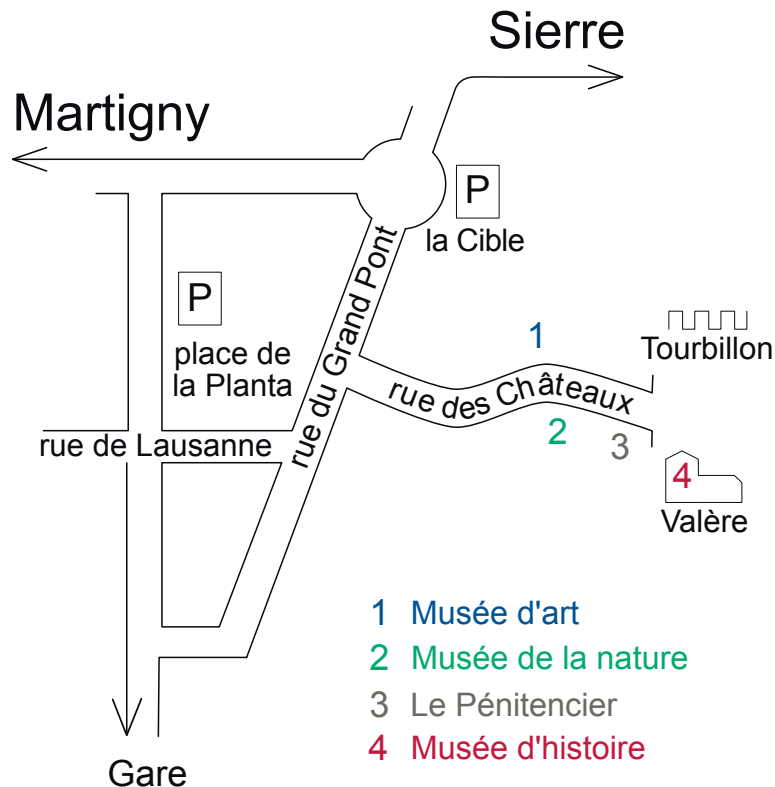 Sierre
Martigny
P
la Cible
P
place de
la Planta
rue du Grand Pont
1
Tourbillon
rue des Châteaux
rue de Lausanne
2
3
4
Valère
1 Musée d'art
2 Musée de la nature
3 Le Pénitencier
4 Musée d'histoire
Gare